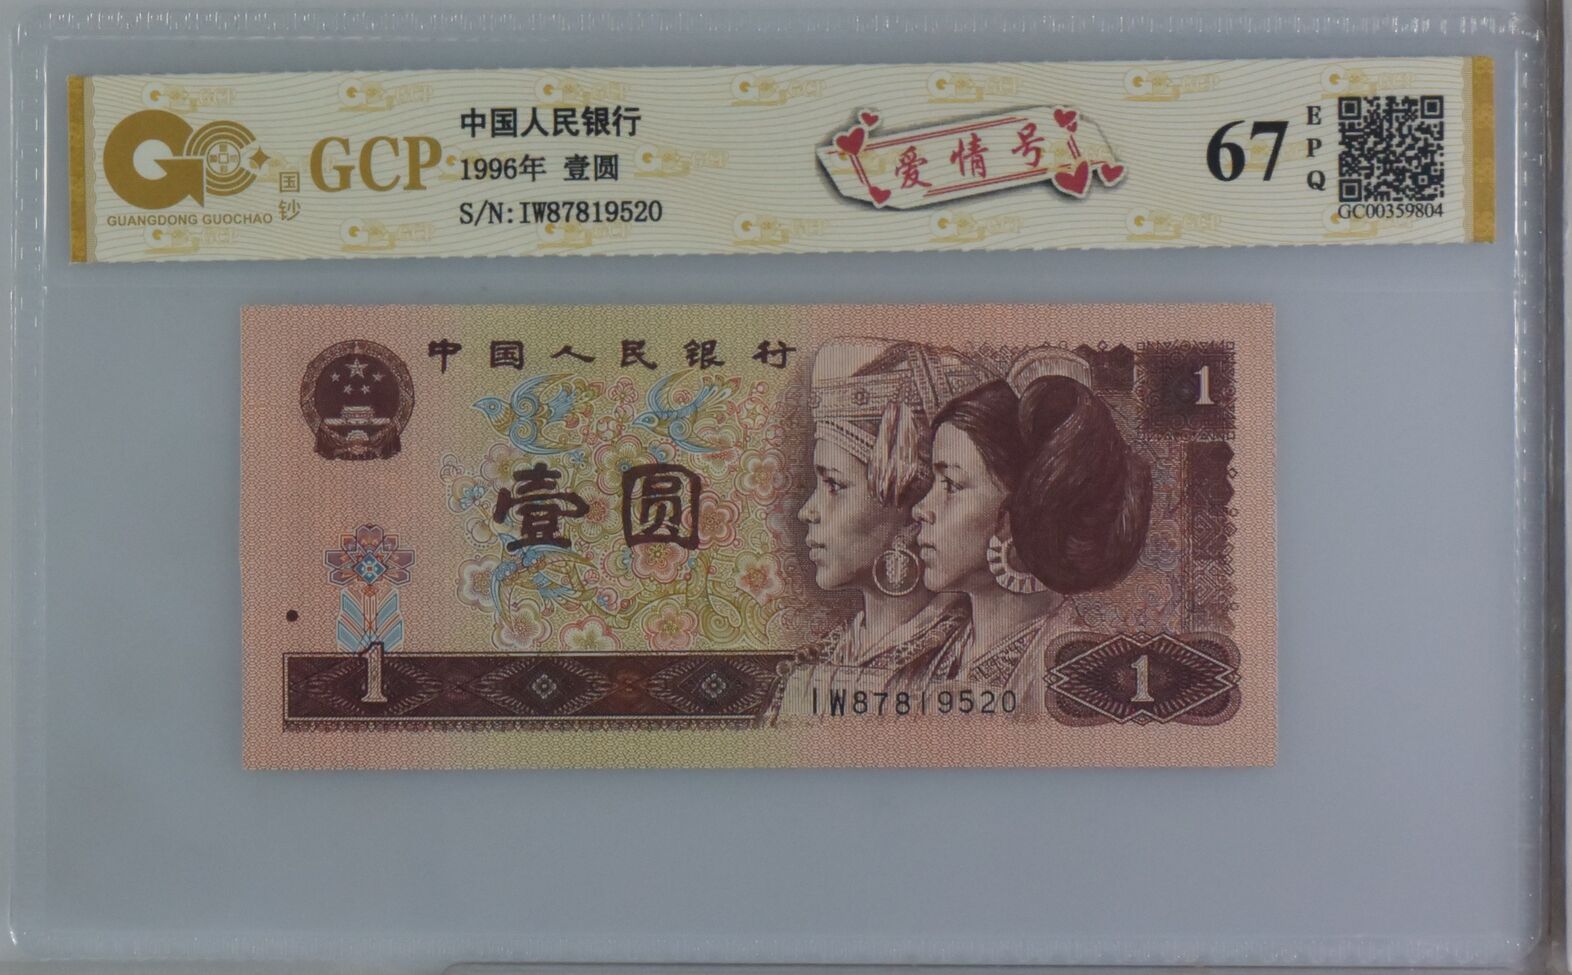 GUANGDONG GUOCHAO
国钞
GCP
中国人民银行
1996年 壹圆
S/N:IW87819520
爱情号
67
EPQ
GC00359804
中国人民银行
1
壹圆
1
IW87819520
1